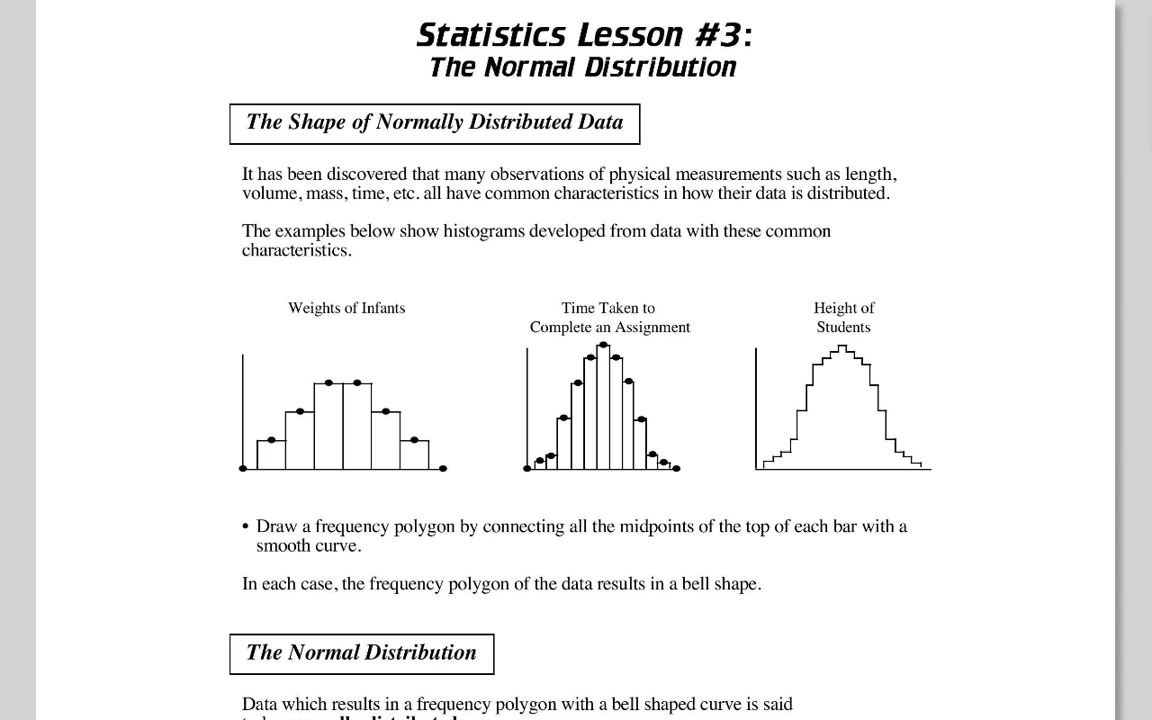 Statistics Lesson #3:
The Normal Distribution
The Shape of Normally Distributed Data
It has been discovered that many observations of physical measurements such as length,
volume, mass, time, etc. all have common characteristics in how their data is distributed.
The examples below show histograms developed from data with these common
characteristics.
Weights of Infants
Time Taken to
Complete an Assignment
Height of
Students
• Draw a frequency polygon by connecting all the midpoints of the top of each bar with a
smooth curve.
In each case, the frequency polygon of the data results in a bell shape.
The Normal Distribution
Data which results in a frequency polygon with a bell shaped curve is said